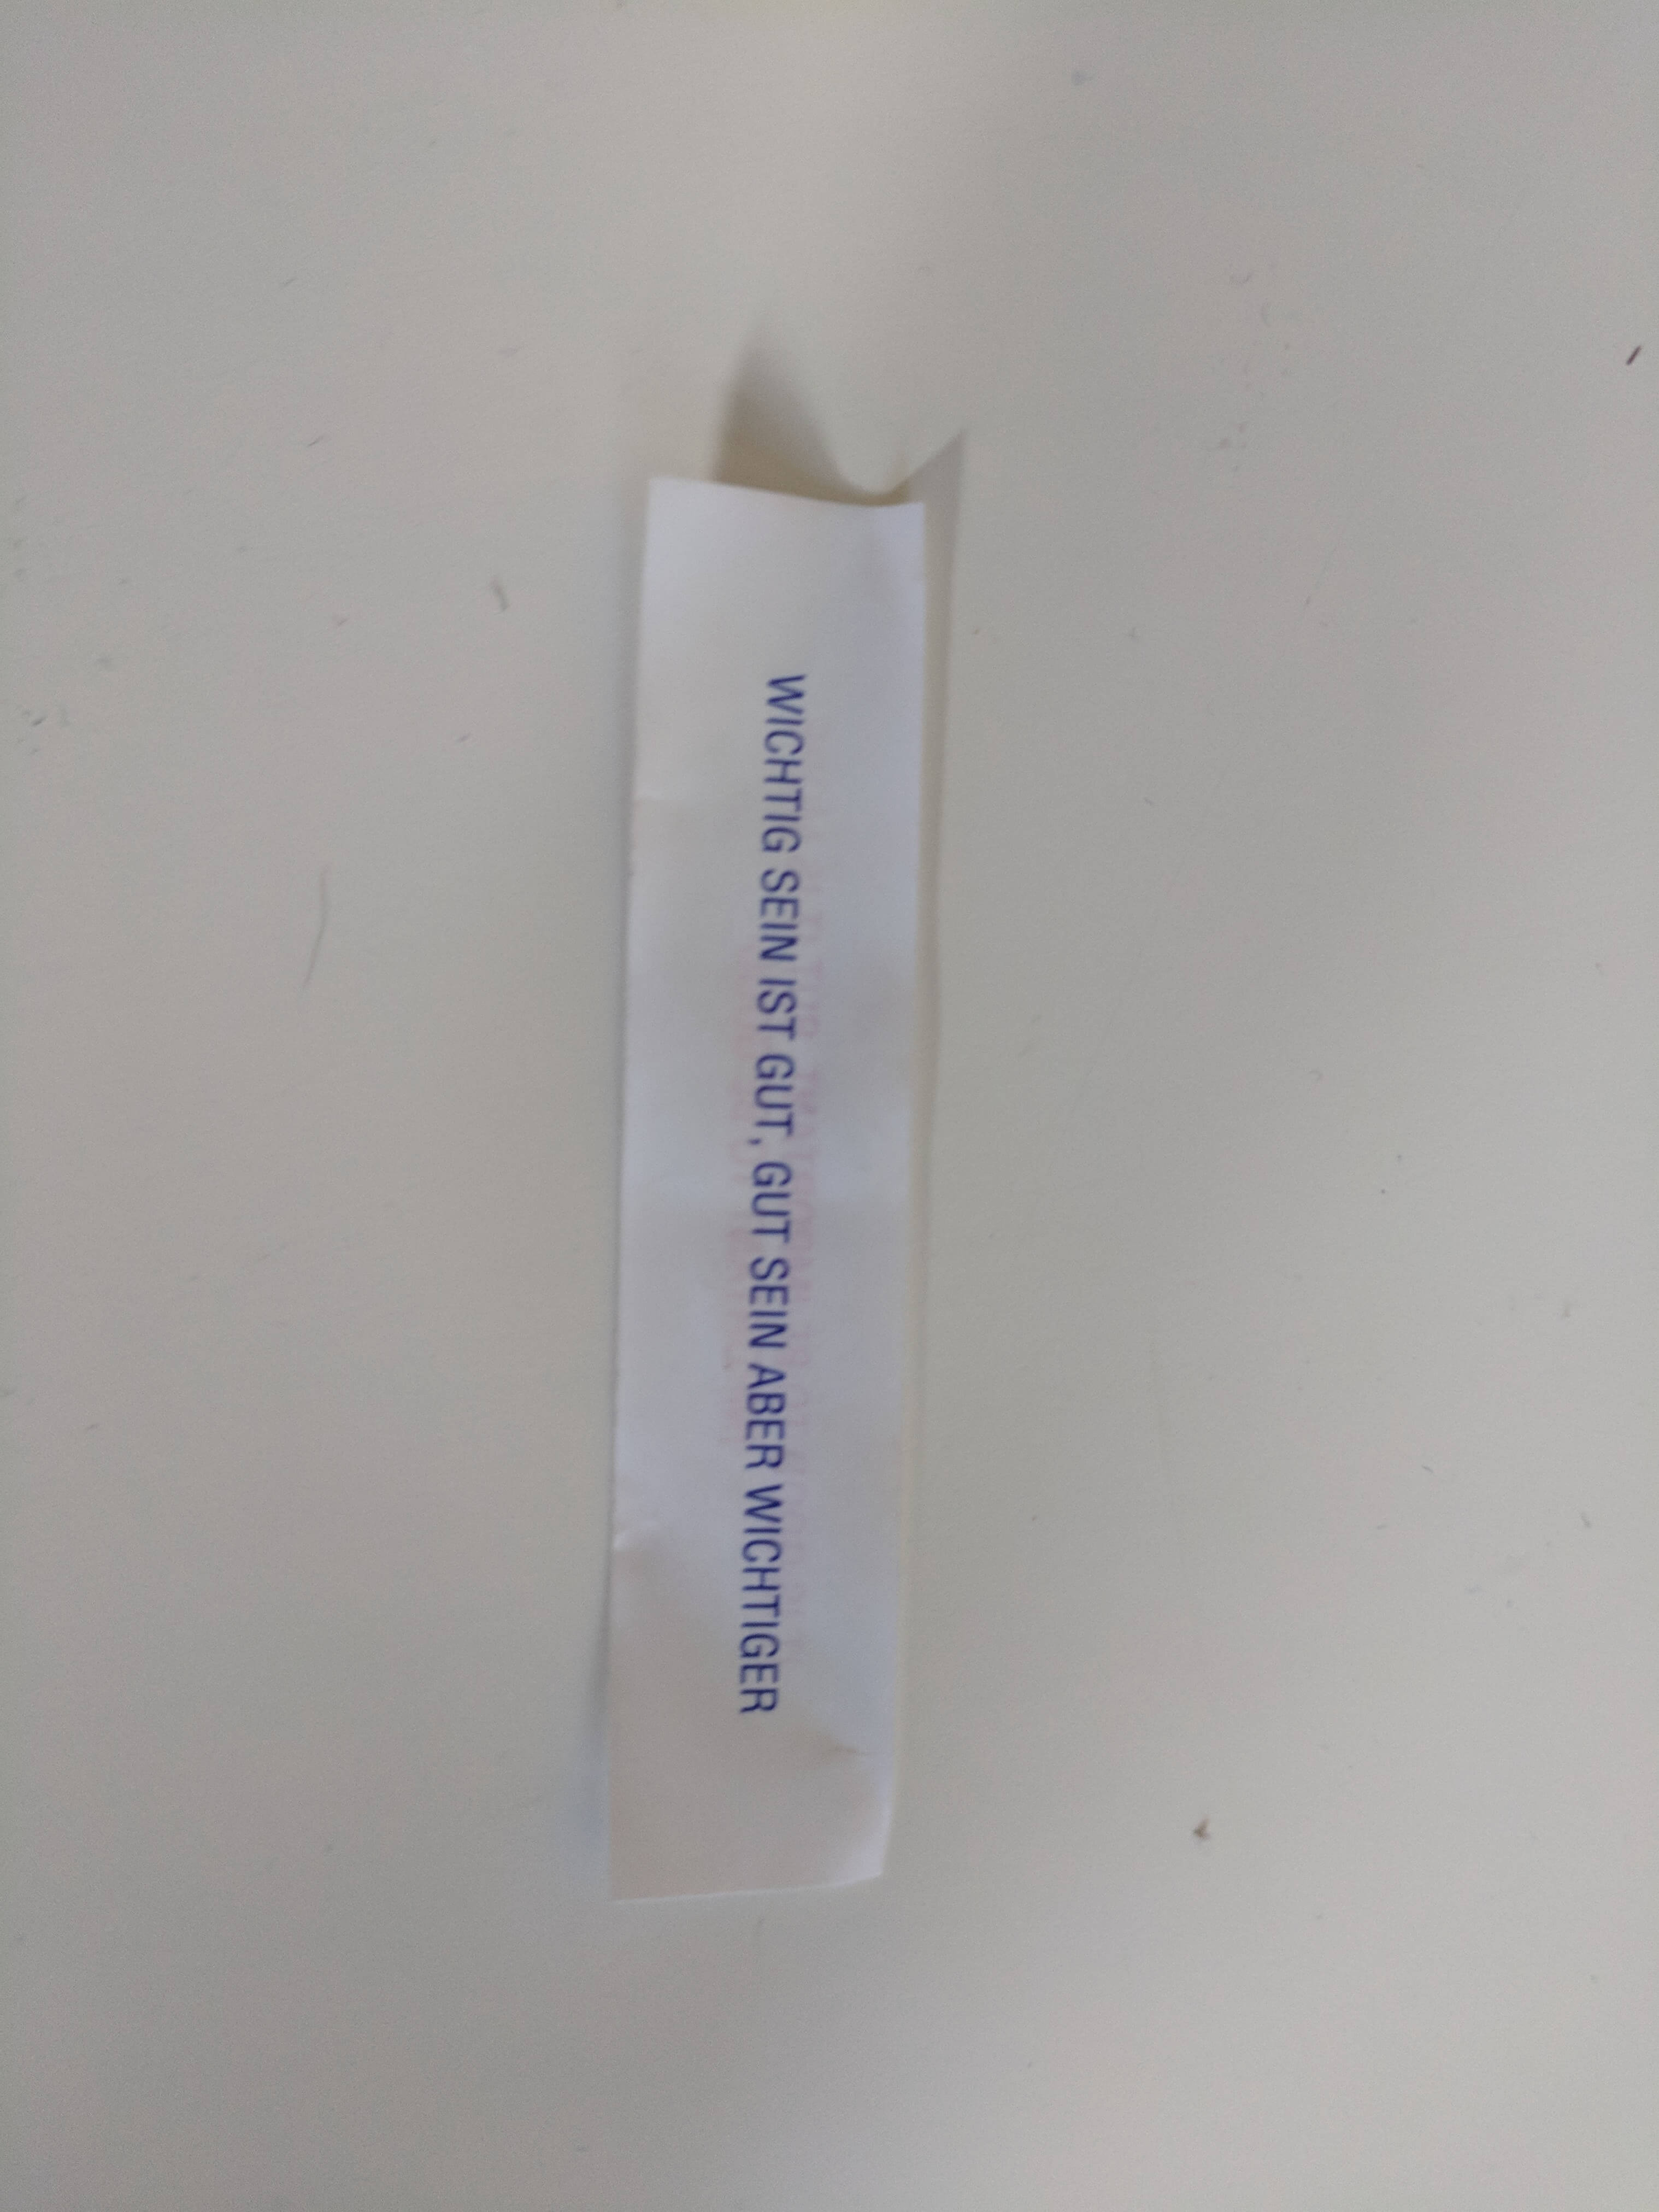 WICHTIG SEIN IST GUT, GUT SEIN ABER WICHTIGER